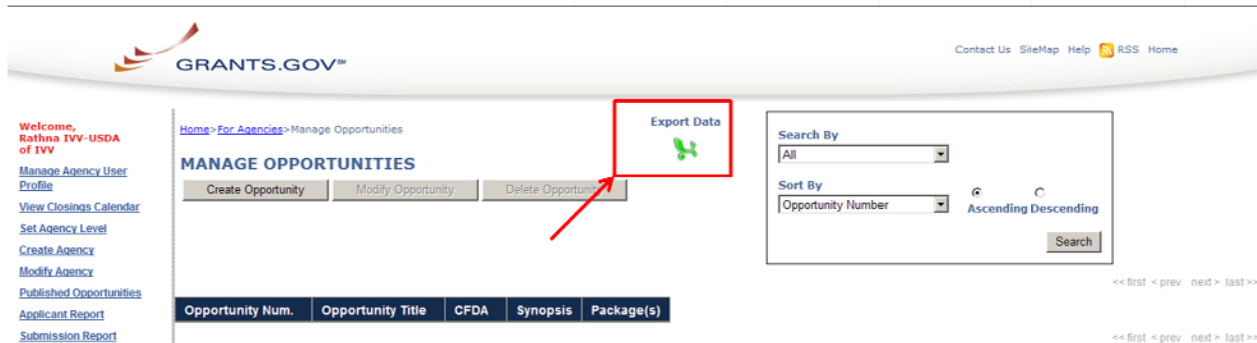 GRANTS.GOV℠
Contact Us SiteMap Help RSS Home
Welcome,
Rathna IVV-USDA
of IVV
Manage Agency User
Profile
View Closings Calendar
Set Agency Level
Create Agency
Modify Agency
Published Opportunities
Applicant Report
Submission Report
Home>For Agencies>Manage Opportunities
MANAGE OPPORTUNITIES
Create Opportunity Modify Opportunity Delete Opportunity
Export Data
Search By
All
Sort By
Opportunity Number
Ascending Descending
Search
<< first < prev next > last >>
Opportunity Num. Opportunity Title CFDA Synopsis Package(s)
<< first < prev next > last >>